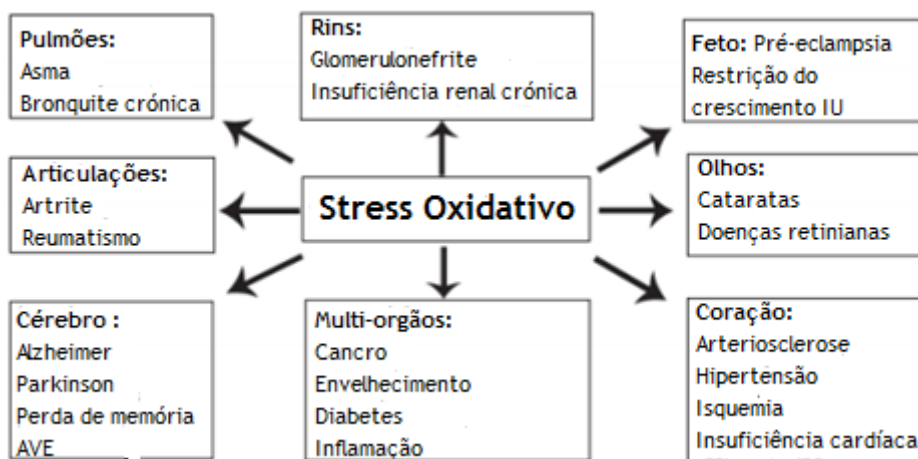 Pulmões:
Asma
Bronquite crónica
Rins:
Glomerulonefrite
Insuficiência renal crónica
Feto: Pré-eclampsia
Restrição do
crescimento IU
Articulações:
Artrite
Reumatismo
Stress Oxidativo
Olhos:
Cataratas
Doenças retinianas
Cérebro :
Alzheimer
Parkinson
Perda de memória
AVE
Multi-orgãos:
Cancro
Envelhecimento
Diabetes
Inflamação
Coração:
Arteriosclerose
Hipertensão
Isquemia
Insuficiência cardíaca